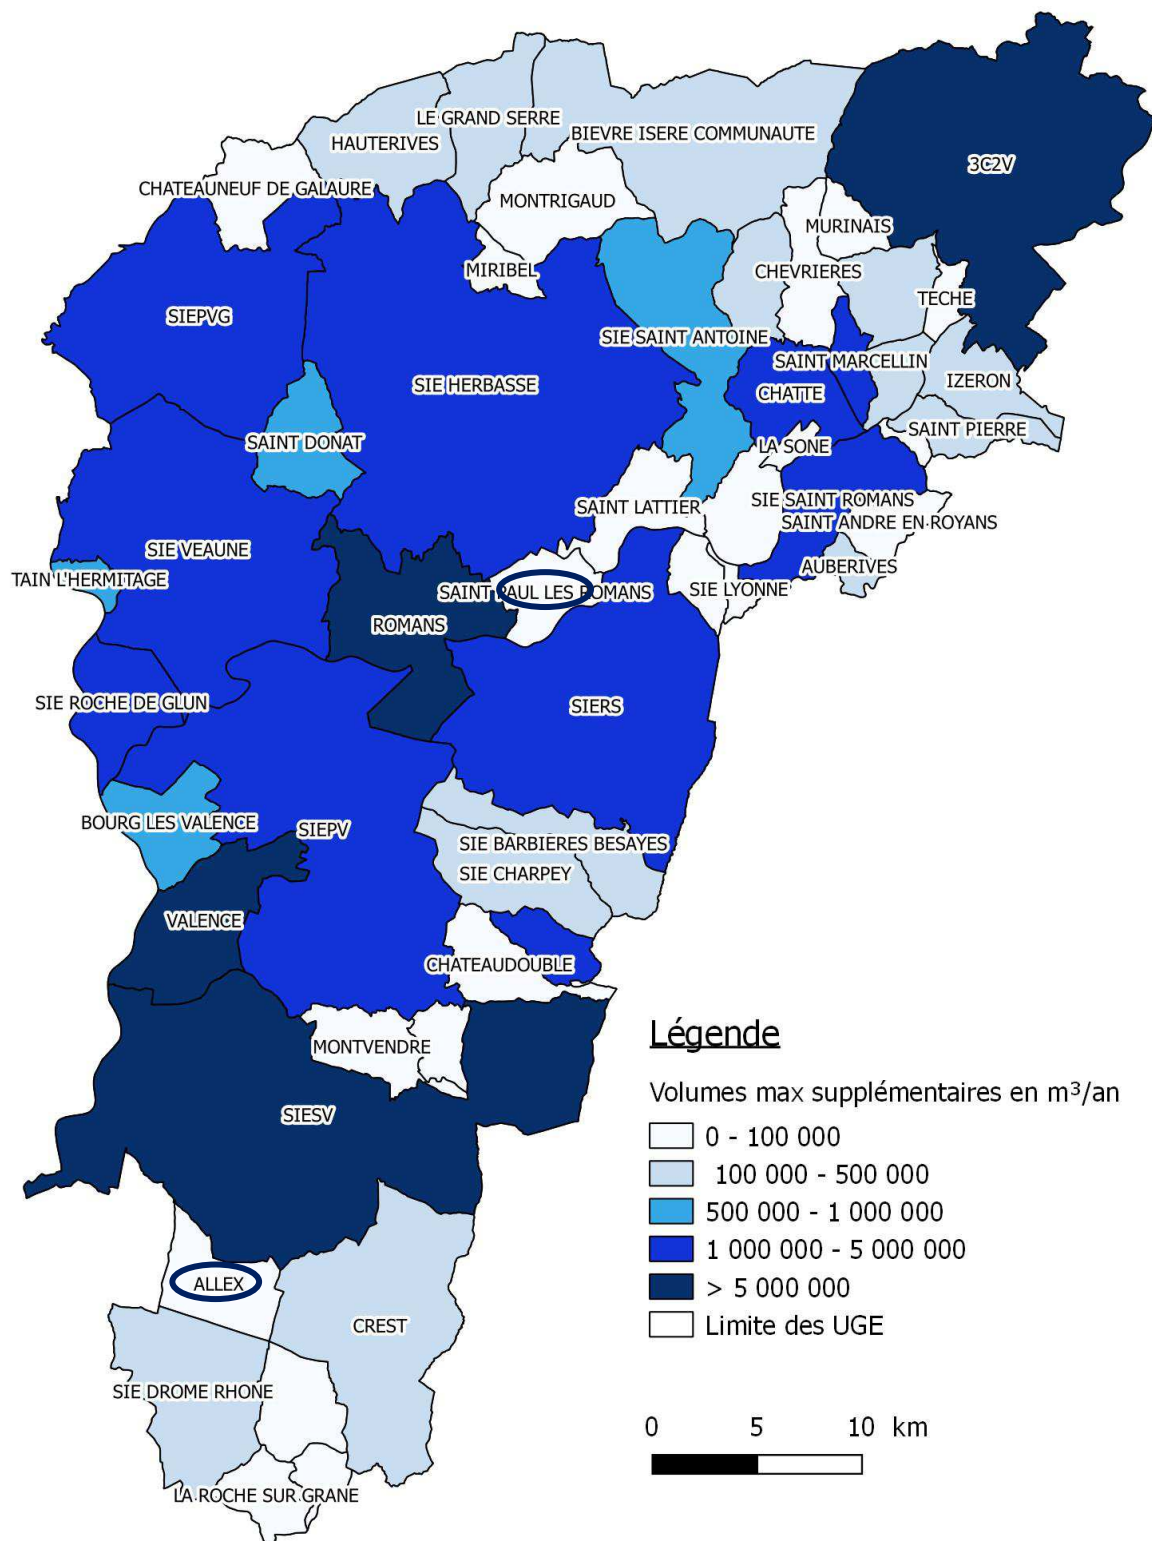 LE GRAND SERRE
BIEVRE ISERE COMMUNAUTE
HAUTERIVES
3C2V
CHATEAUNEUF DE GALAURE
MONTRIGAUD
MURINAIS
MIRIBEL
CHEVRIERES
TECHE
SIEPVG
SIE SAINT ANTOINE
SAINT MARCELLIN
SIE HERBASSE
IZERON
CHATTE
SAINT DONAT
SAINT PIERRE
LA SONE
SIE SAINT ROMANS
SAINT LATTIER
SAINT ANDRE EN ROYANS
SIE VEAUNE
AUBERIVES
TAIN L'HERMITAGE
SAINT PAUL LES ROMANS
SIE LYONNE
ROMANS
SIE ROCHE DE GLUN
SIERS
BOURG LES VALENCE
SIEPV
SIE BARBIERES BESAYES
SIE CHARPEY
VALENCE
CHATEAUDOUBLE
MONTVENDRE
SIESV
ALLEX
CREST
SIE DROME RHONE
LA ROCHE SUR GRANE
Légende
Volumes max supplémentaires en m³/an
0 - 100 000
100 000 - 500 000
500 000 - 1 000 000
1 000 000 - 5 000 000
> 5 000 000
Limite des UGE
0 5 10 km